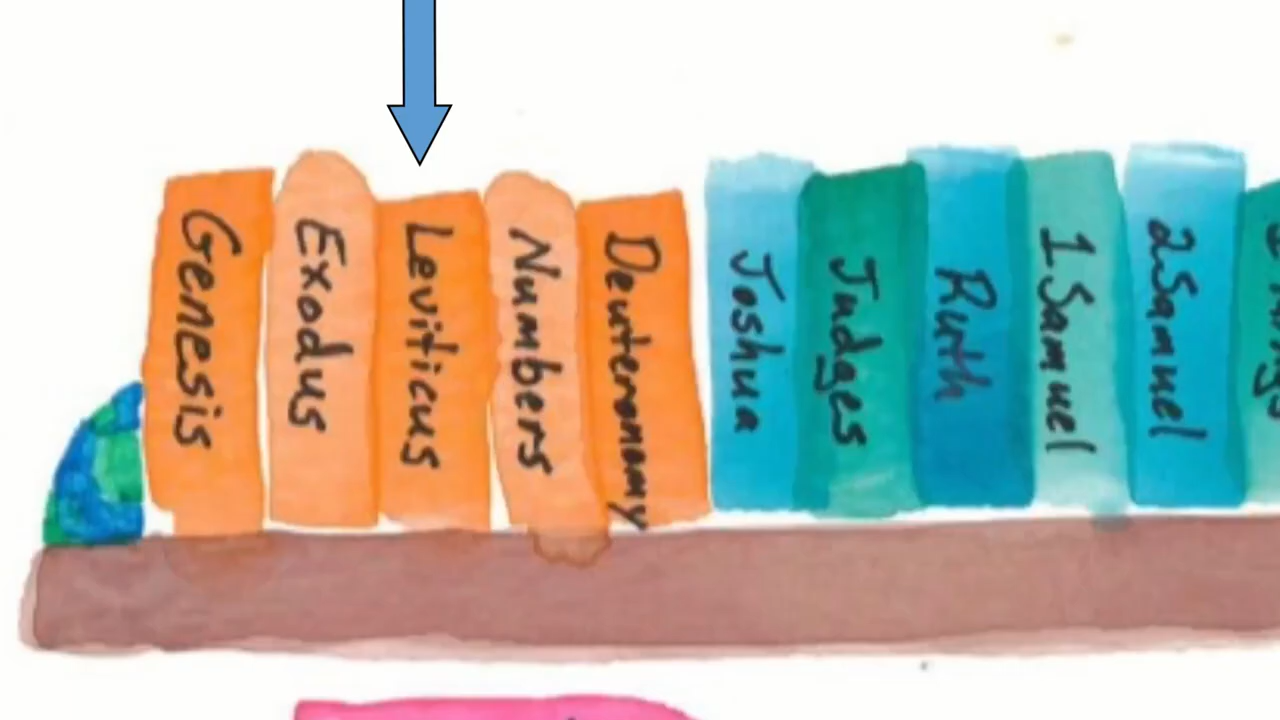 Genesis
Exodus
Leviticus
Numbers
Deuteronomy
Joshua
Judges
Ruth
1 Samuel
2 Samuel